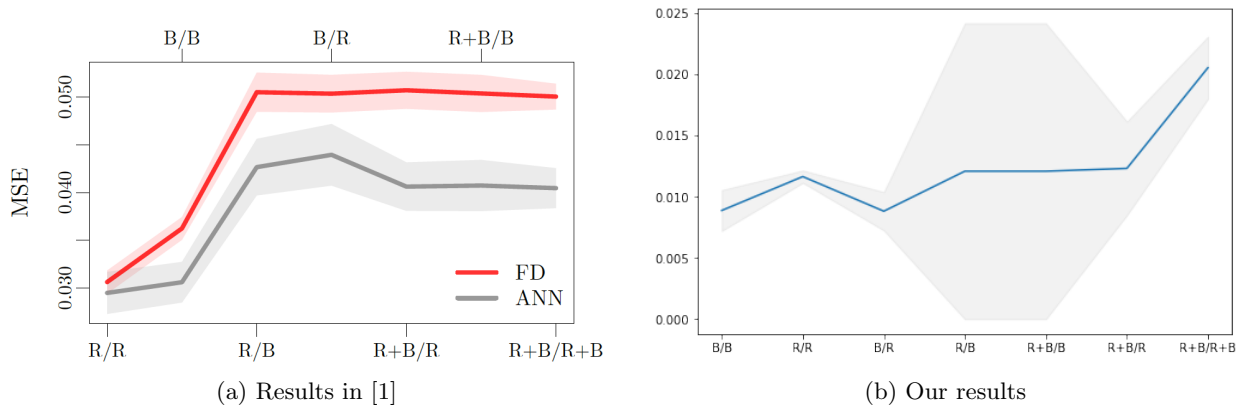 B/B B/R R+B/B
MSE
0.050
0.040
0.030
FD
ANN
R/R R/B R+B/R R+B/R+B
(a) Results in [1]
0.025
0.020
0.015
0.010
0.005
0.000
B/B R/R B/R R/B R+B/B R+B/R R+B/R+B
(b) Our results